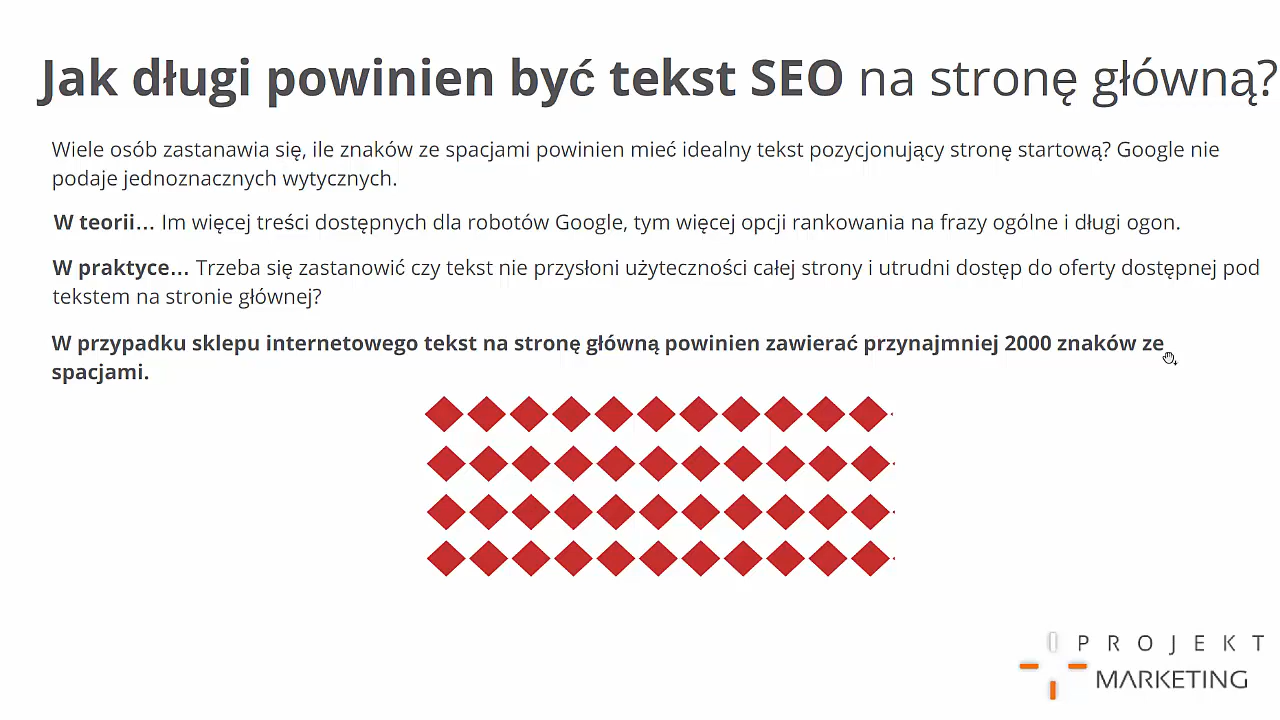 Jak długi powinien być tekst SEO na stronę główną?
Wiele osób zastanawia się, ile znaków ze spacjami powinien mieć idealny tekst pozycjonujący stronę startową? Google nie
podaje jednoznacznych wytycznych.
W teorii... Im więcej treści dostępnych dla robotów Google, tym więcej opcji rankowania na frazy ogólne i długi ogon.
W praktyce... Trzeba się zastanowić czy tekst nie przysłoni użyteczności całej strony i utrudni dostęp do oferty dostępnej pod
tekstem na stronie głównej?
W przypadku sklepu internetowego tekst na stronę główną powinien zawierać przynajmniej 2000 znaków ze
spacjami.
PROJEKT
MARKETING